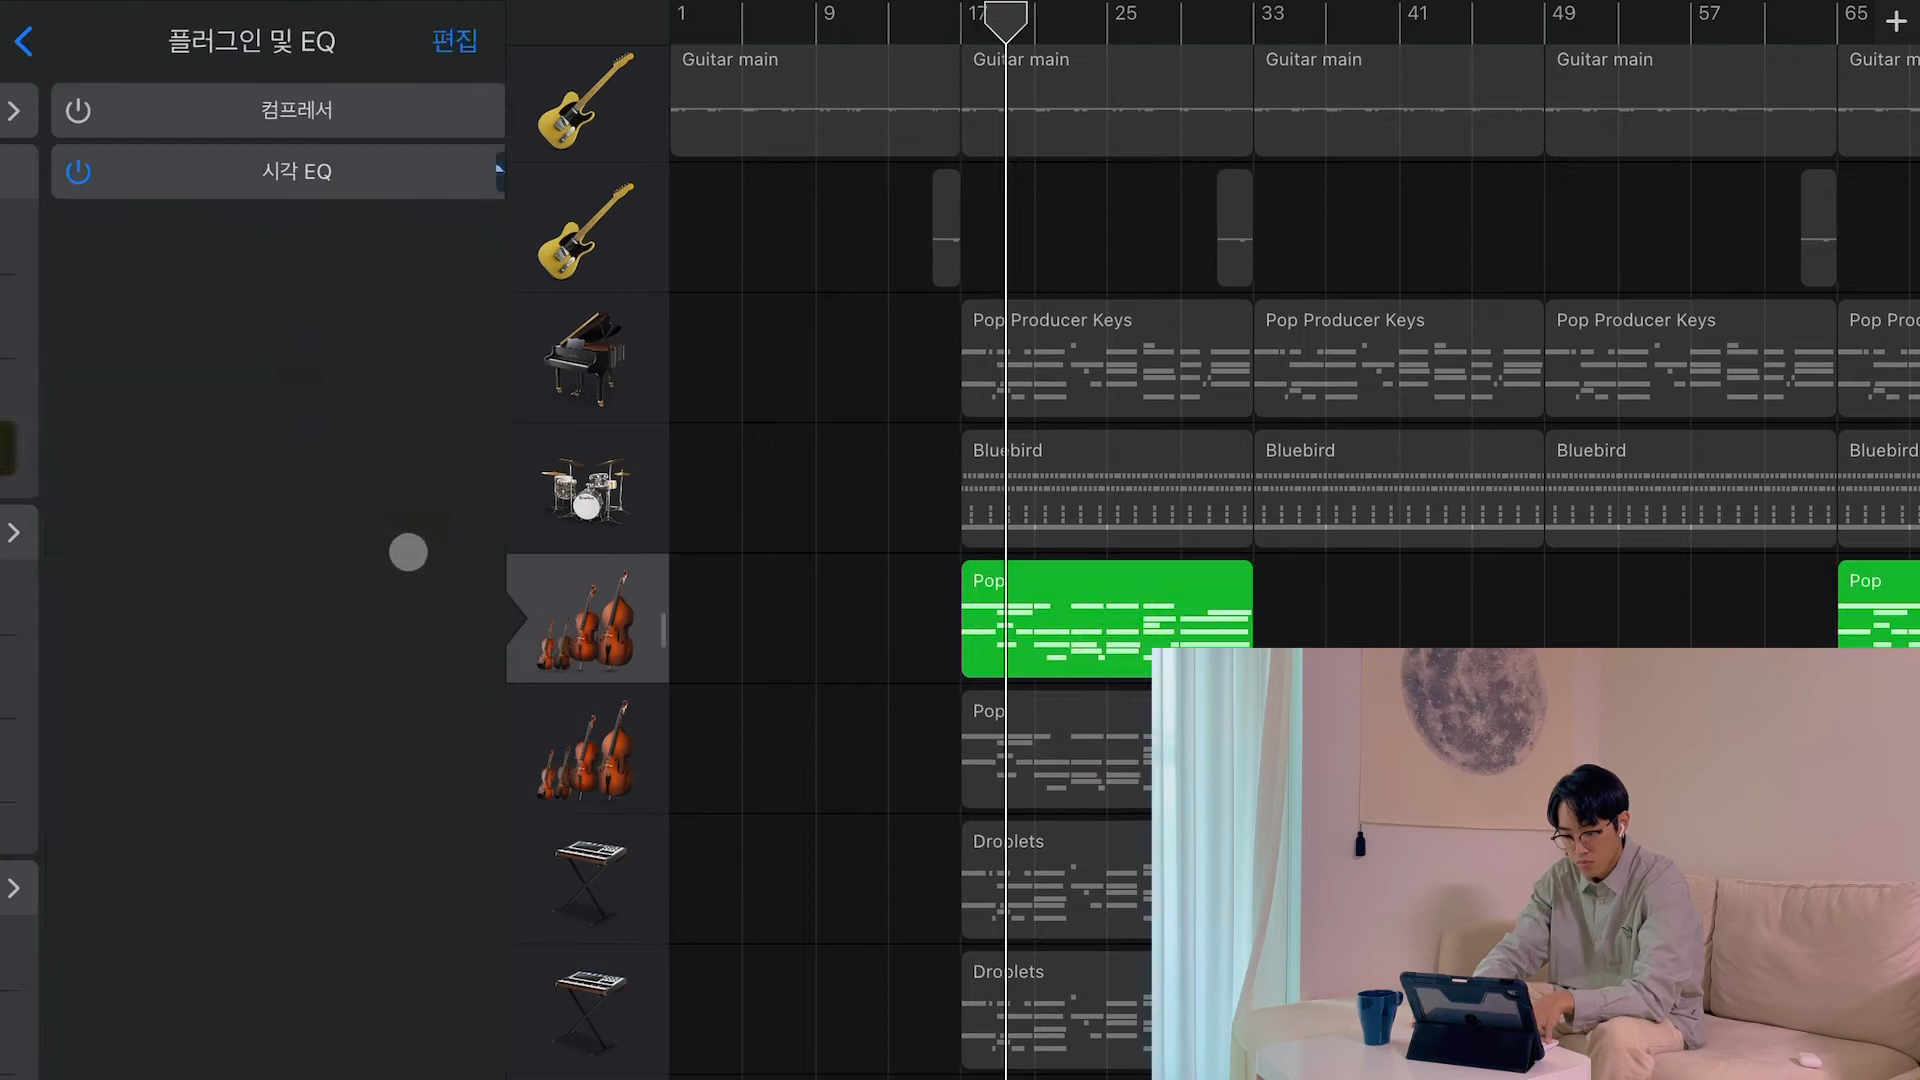 플러그인 및 EQ
편집
컴프레서
시각 EQ
1 9 17 25 33 41 49 57 65
Guitar main Guitar main Guitar main Guitar main Guitar m
Pop Producer Keys Pop Producer Keys Pop Producer Keys Pop Proc
Bluebird Bluebird Bluebird Bluebird
Pop Pop
Pop
Droplets
Droplets